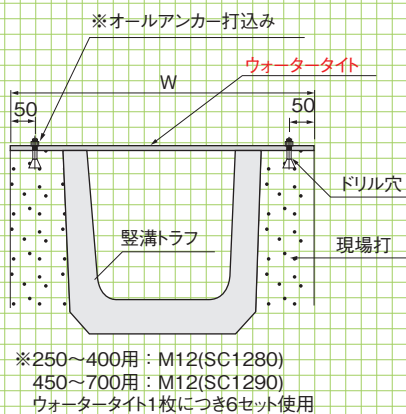 ※オールアンカー打込み
ウォータータイト
W
50
50
ドリル穴
竪溝トラフ
現場打
※250～400用：M12(SC1280)
450～700用：M12(SC1290)
ウォータータイト1枚につき6セット使用